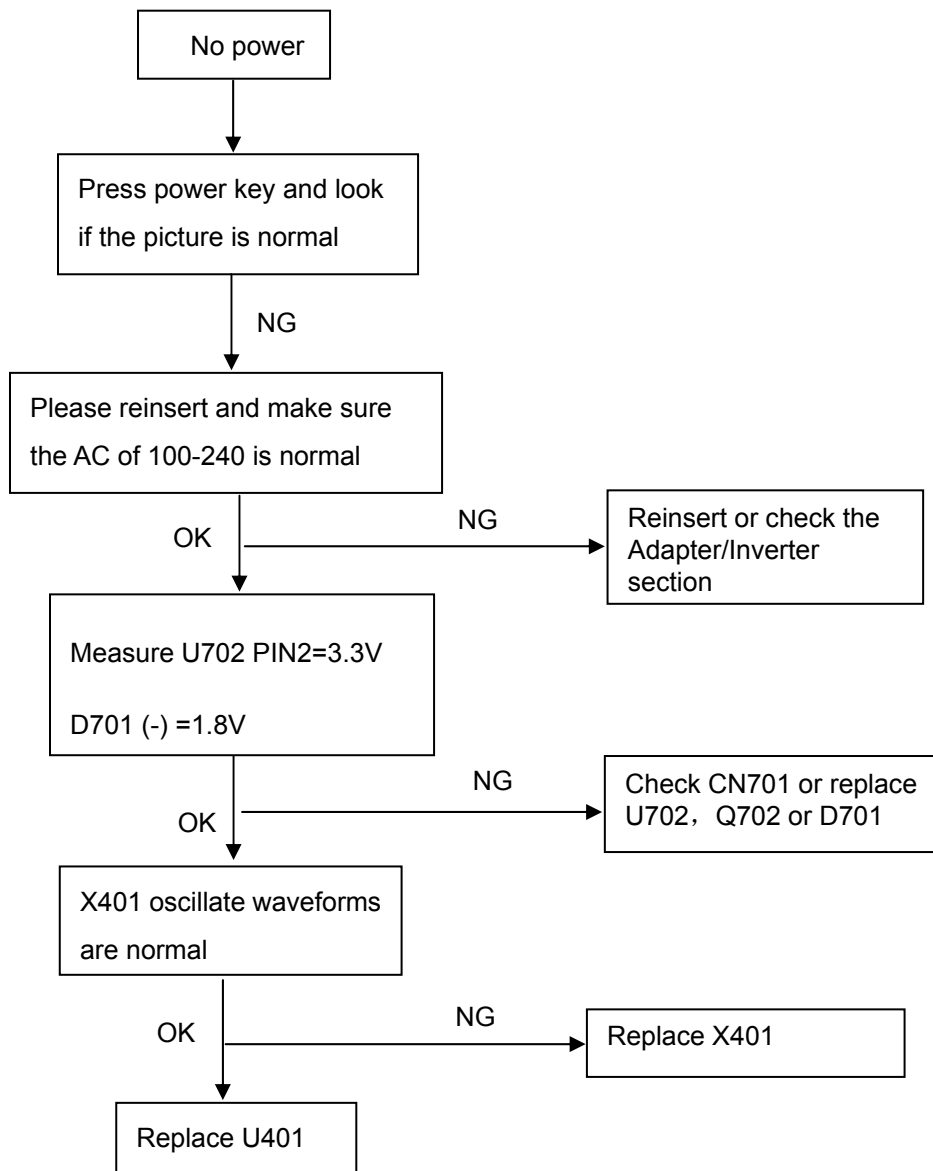 No power
Press power key and look
if the picture is normal
NG
Please reinsert and make sure
the AC of 100-240 is normal
OK
NG
Reinsert or check the
Adapter/Inverter
section
Measure U702 PIN2=3.3V
D701 (-) =1.8V
OK
NG
Check CN701 or replace
U702，Q702 or D701
X401 oscillate waveforms
are normal
OK
NG
Replace X401
Replace U401